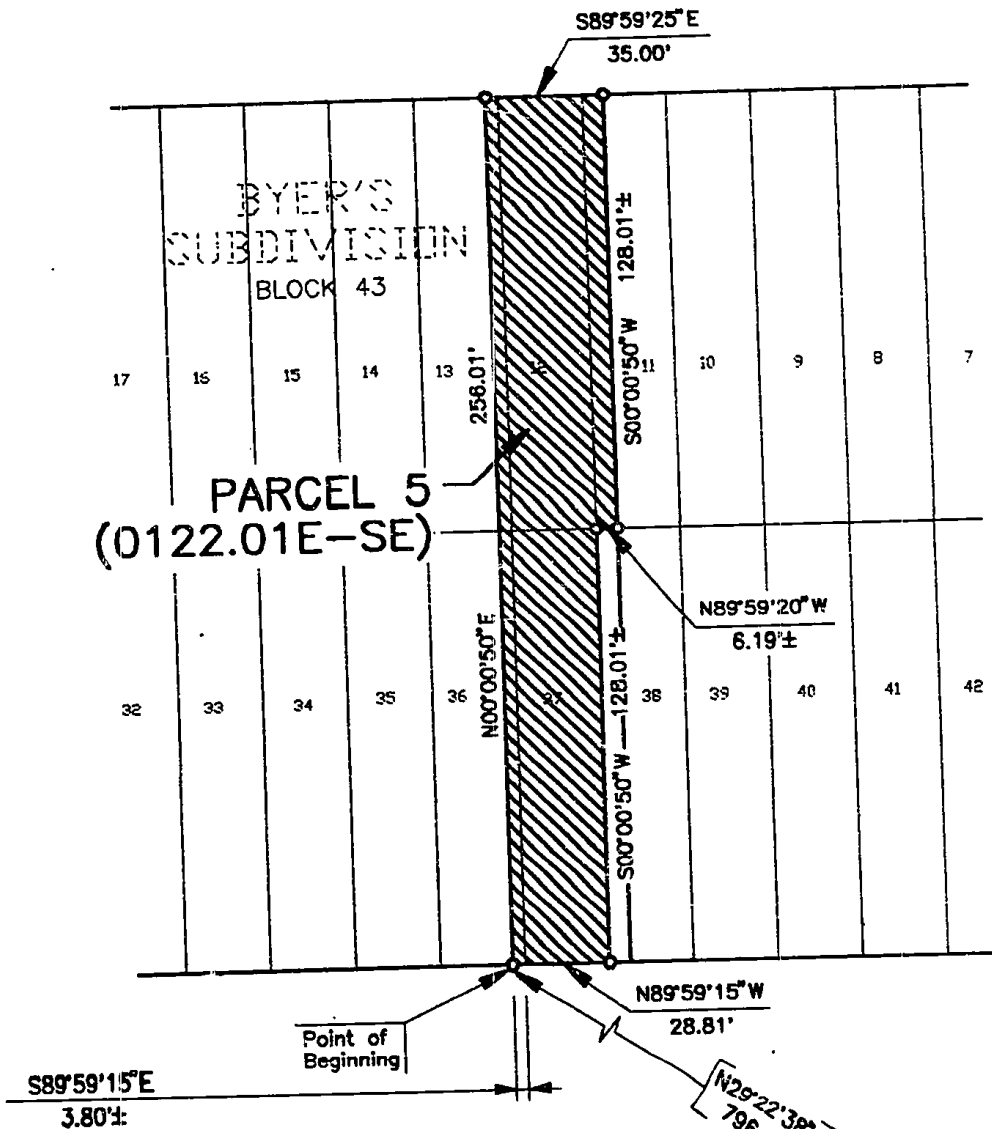 S89°59'25"E
35.00'
BYER'S
SUBDIVISION
BLOCK 43
128.01'±
S00°00'50"W
256.01'
17 16 15 14 13 12 11 10 9 8 7
PARCEL 5
(0122.01E-SE)
N89°59'20"W
6.19'±
N00°00'50"E
S00°00'50"W 128.01'±
32 33 34 35 36 37 38 39 40 41 42
N89°59'15"W
28.81'
Point of
Beginning
S89°59'15"E
3.80'±